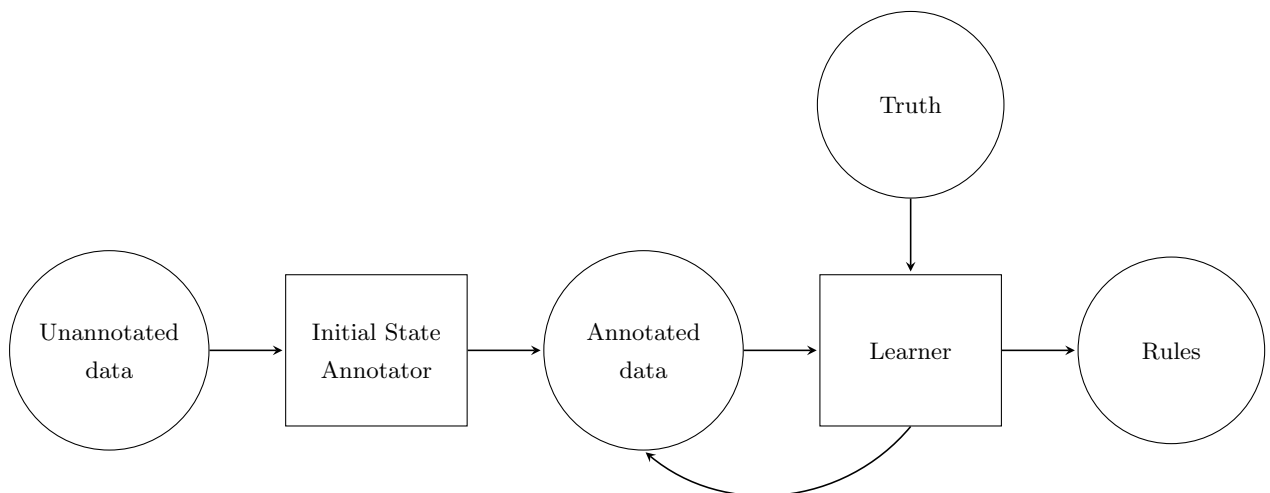 Truth
Unannotated
data
Initial State
Annotator
Annotated
data
Learner
Rules